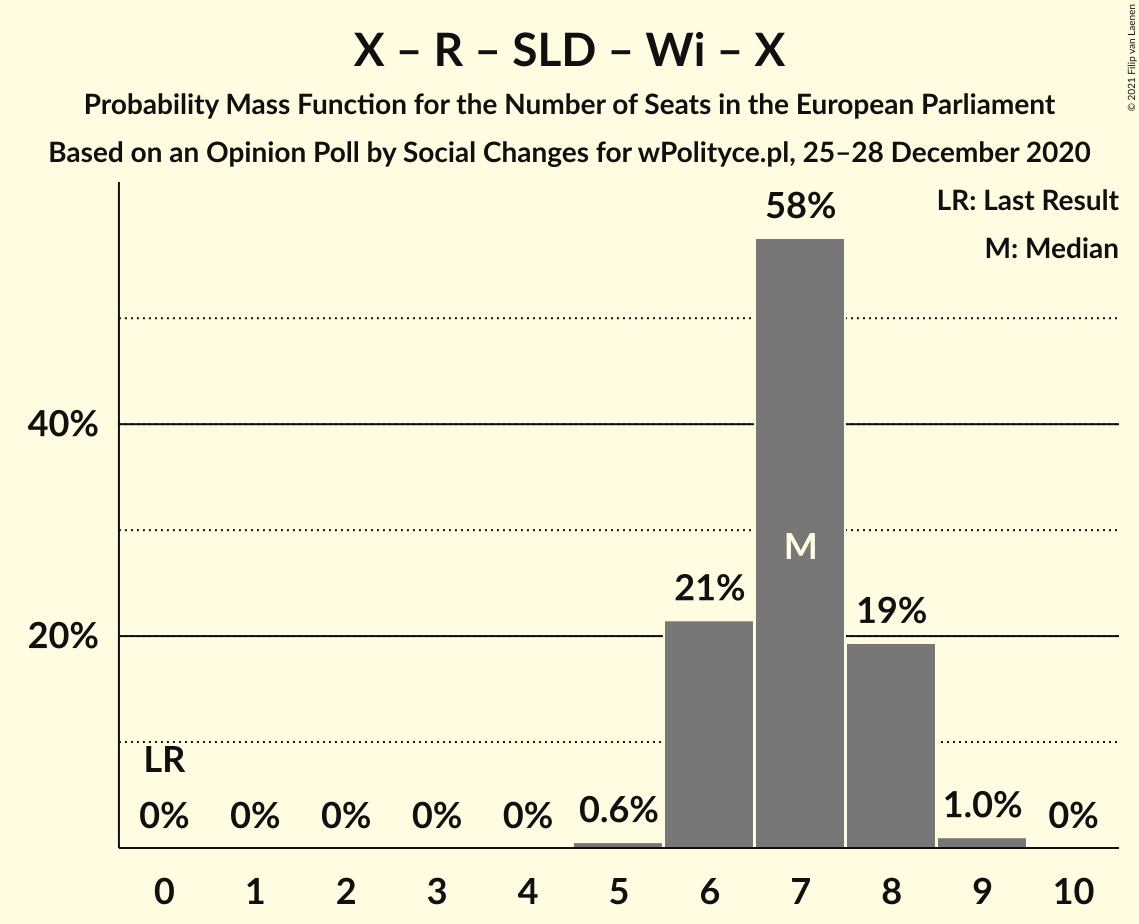 X – R – SLD – Wi – X
Probability Mass Function for the Number of Seats in the European Parliament
Based on an Opinion Poll by Social Changes for wPolityce.pl, 25–28 December 2020
© 2021 Filip van Laenen
LR: Last Result
M: Median
58%
40%
M
21%
19%
20%
LR
0%
0%
0%
0%
0%
0.6%
1.0%
0%
0 1 2 3 4 5 6 7 8 9 10